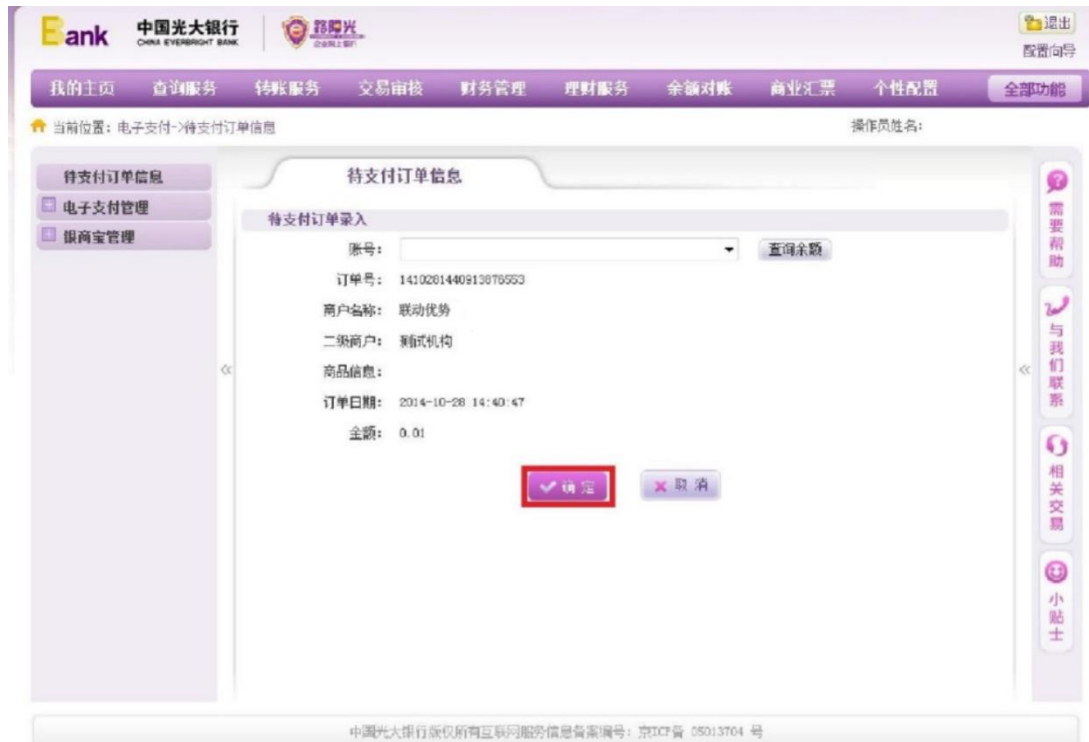 Bank 中国光大银行 CHINA EVERBRIGHT BANK 阳光 企业网上银行 退出
配置向导
我的主页 查询服务 转账服务 交易审核 财务管理 理财服务 余额对账 商业汇票 个性配置 全部功能
当前位置：电子支付->待支付订单信息 操作员姓名：
待支付订单信息
电子支付管理
银商宝管理
待支付订单信息
待支付订单录入
账号： 查询余额
订单号： 1410281440913876553
商户名称： 联动优势
二级商户： 测试机构
商品信息：
订单日期： 2014-10-28 14:40:47
金额： 0.01
确定 取消
需要帮助
与我们联系
相关交易
小贴士
中国光大银行版权所有互联网服务信息备案编号：京ICP备 05013704 号